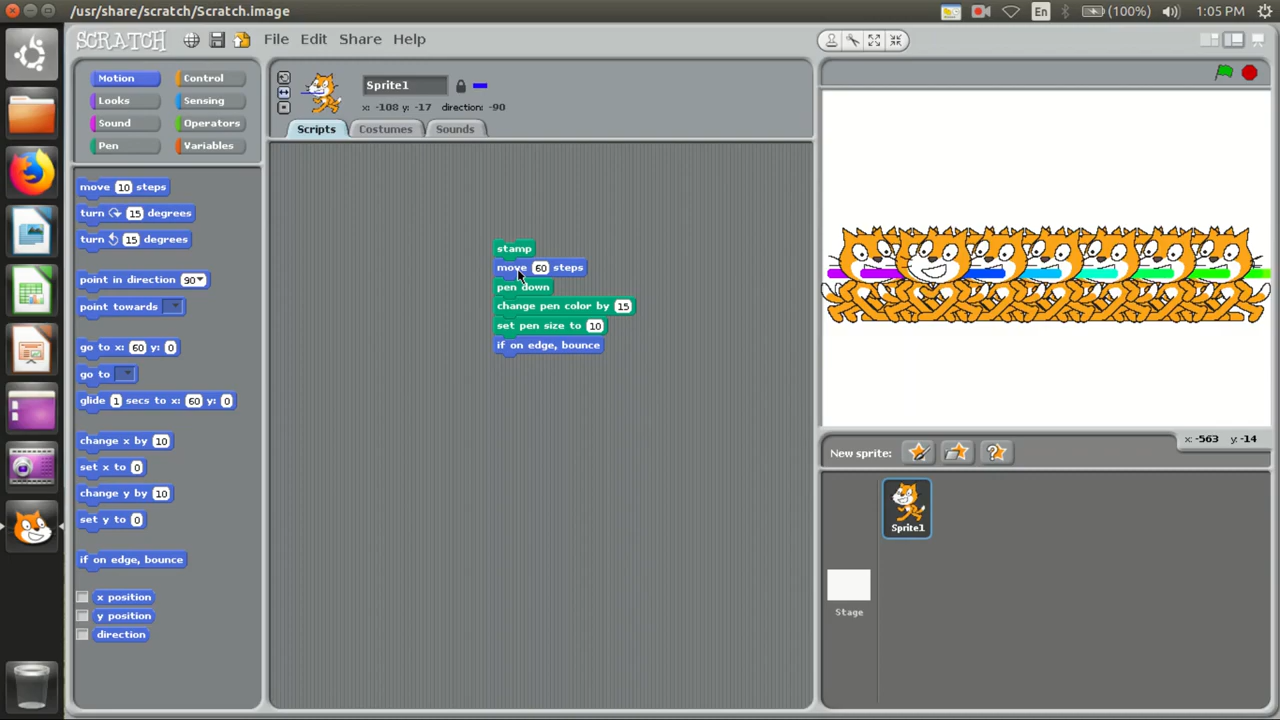 /usr/share/scratch/Scratch.image
En
(100%)
1:05 PM
SCRATCH
File Edit Share Help
Motion
Control
Looks
Sensing
Sound
Operators
Pen
Variables
Sprite1
x: -108 y: -17 direction: -90
Scripts
Costumes
Sounds
move 10 steps
turn 15 degrees
turn 15 degrees
point in direction 90
point towards
go to x: 60 y: 0
go to
glide 1 secs to x: 60 y: 0
change x by 10
set x to 0
change y by 10
set y to 0
if on edge, bounce
x position
y position
direction
stamp
move 60 steps
pen down
change pen color by 15
set pen size to 10
if on edge, bounce
x: -563 y: -14
New sprite:
Sprite1
Stage